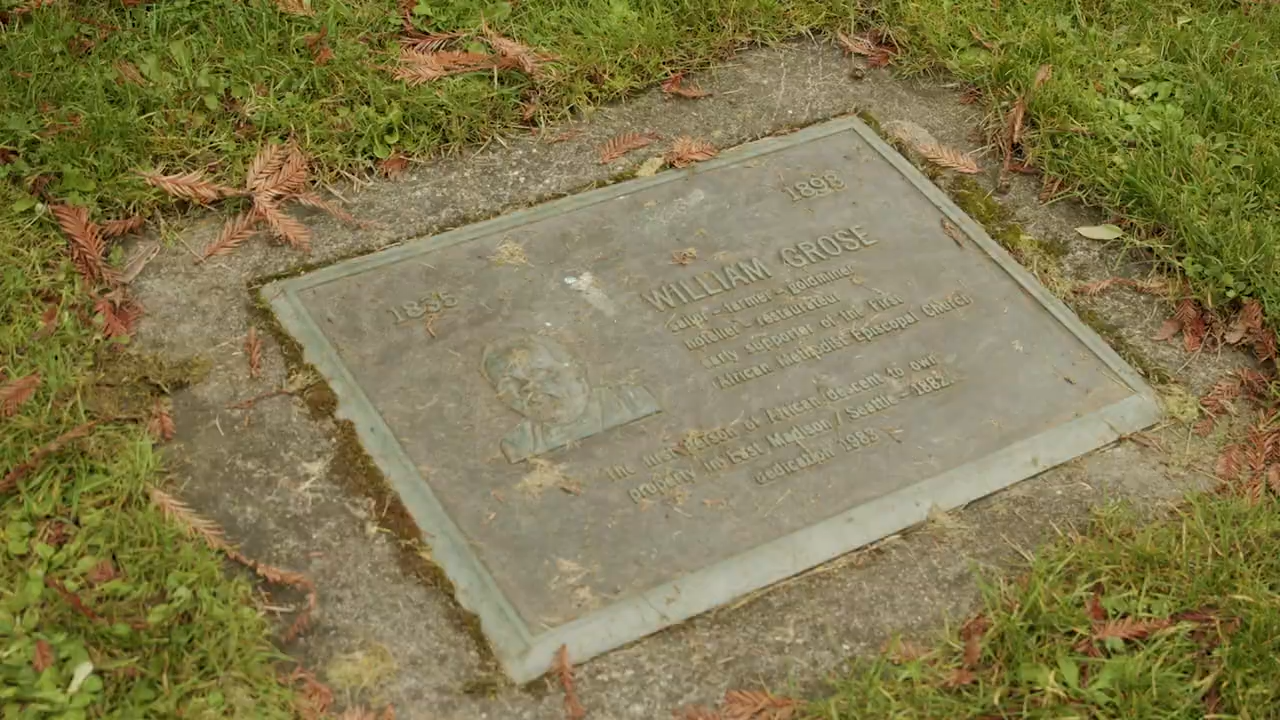 1835
1898
WILLIAM GROSE
sailor - farmer - goldminer
hotelier - restaurateur
early supporter of the First
African Methodist Episcopal Church
The first person of African descent to own
property in East Madison / Seattle - 1882.
dedication 1983